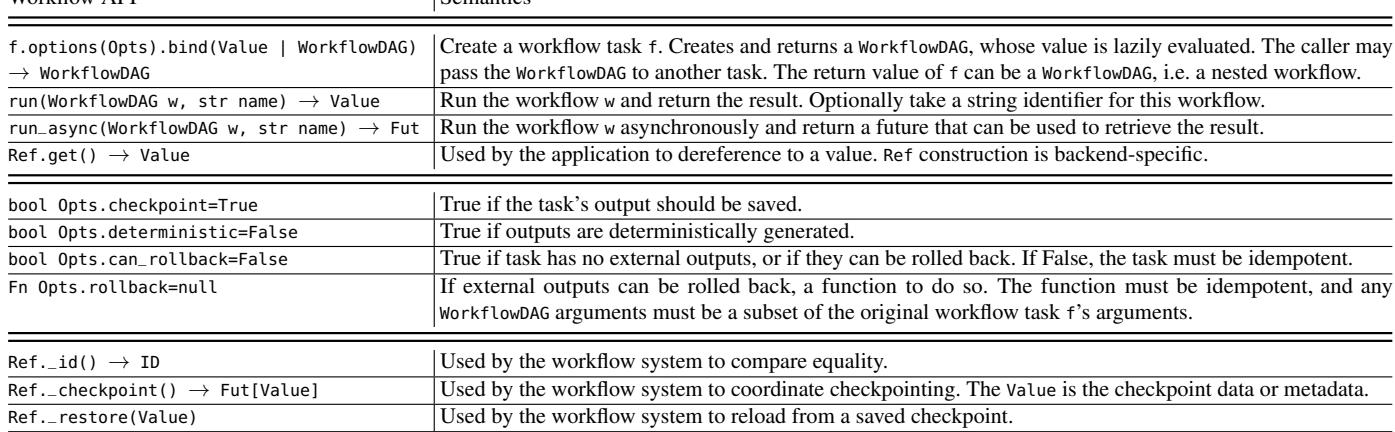 Workflow API Semantics
f.options(Opts).bind(Value | WorkflowDAG) Create a workflow task f. Creates and returns a WorkflowDAG, whose value is lazily evaluated. The caller may
→ WorkflowDAG pass the WorkflowDAG to another task. The return value of f can be a WorkflowDAG, i.e. a nested workflow.
run(WorkflowDAG w, str name) → Value Run the workflow w and return the result. Optionally take a string identifier for this workflow.
run_async(WorkflowDAG w, str name) → Fut Run the workflow w asynchronously and return a future that can be used to retrieve the result.
Ref.get() → Value Used by the application to dereference to a value. Ref construction is backend-specific.
bool Opts.checkpoint=True True if the task's output should be saved.
bool Opts.deterministic=False True if outputs are deterministically generated.
bool Opts.can_rollback=False True if task has no external outputs, or if they can be rolled back. If False, the task must be idempotent.
Fn Opts.rollback=null If external outputs can be rolled back, a function to do so. The function must be idempotent, and any
WorkflowDAG arguments must be a subset of the original workflow task f's arguments.
Ref._id() → ID Used by the workflow system to compare equality.
Ref._checkpoint() → Fut[Value] Used by the workflow system to coordinate checkpointing. The Value is the checkpoint data or metadata.
Ref._restore(Value) Used by the workflow system to reload from a saved checkpoint.